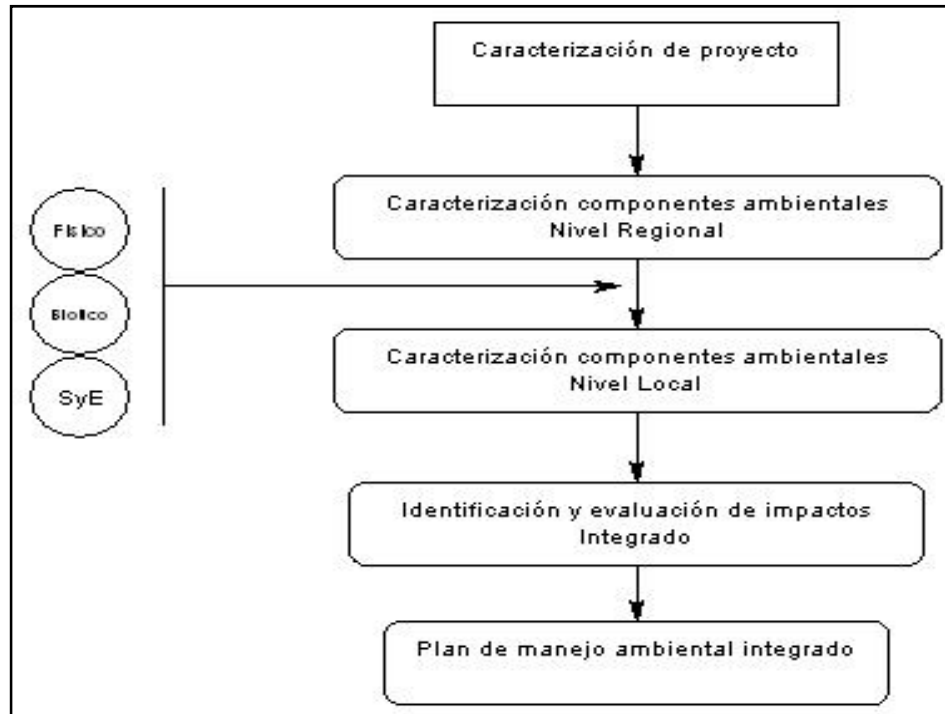 Caracterización de proyecto
Caracterización componentes ambientales
Nivel Regional
Físico
Biotico
SyE
Caracterización componentes ambientales
Nivel Local
Identificación y evaluación de impactos
Integrado
Plan de manejo ambiental integrado